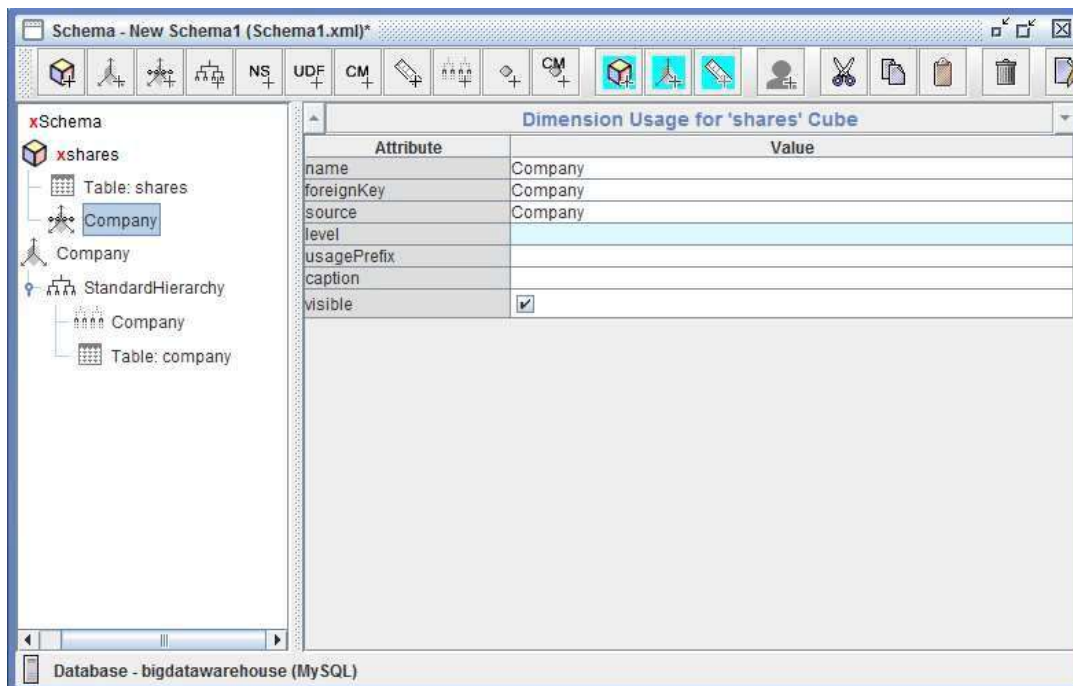 Schema - New Schema1 (Schema1.xml)*
NS UDF CM CM
xSchema
xshares
Table: shares
Company
Company
StandardHierarchy
Company
Table: company
Dimension Usage for 'shares' Cube
Attribute Value
name Company
foreignKey Company
source Company
level
usagePrefix
caption
visible
Database - bigdatawarehouse (MySQL)